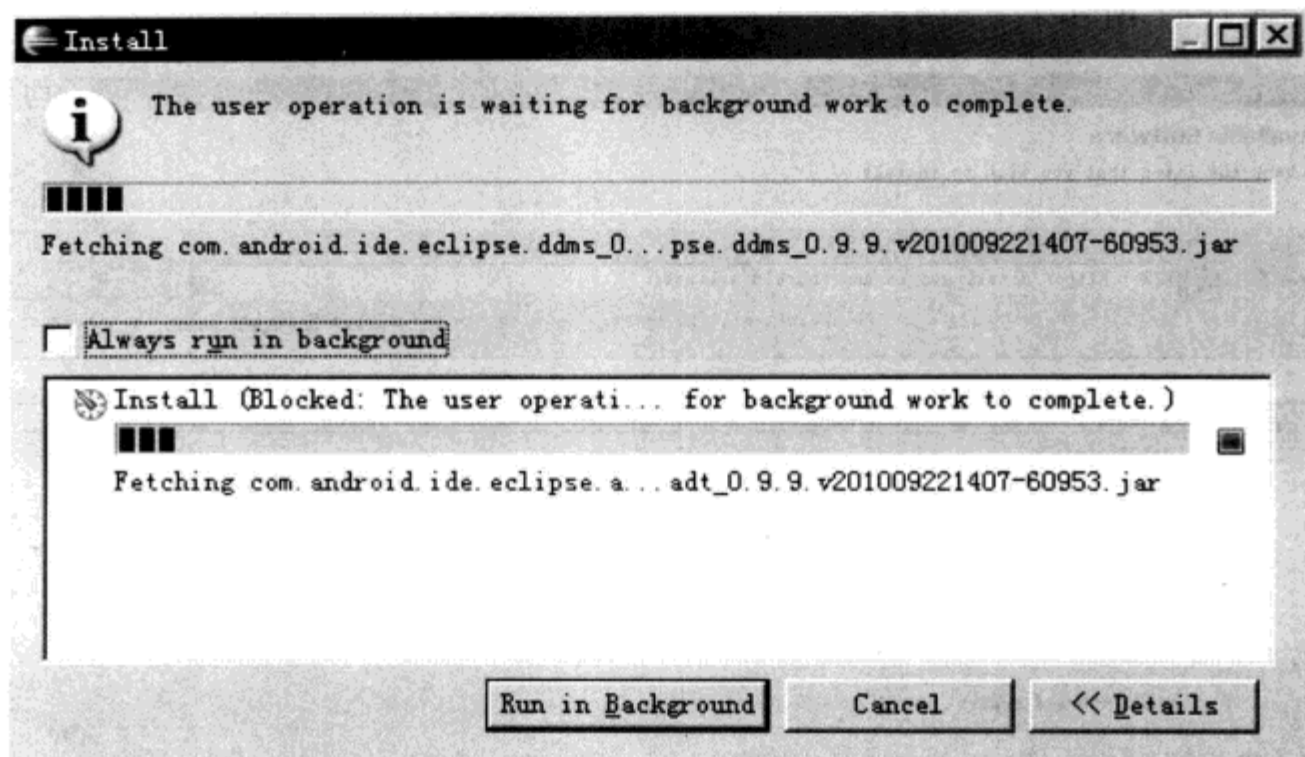 Install
The user operation is waiting for background work to complete.
Fetching com.android.ide.eclipse.ddms_0...pse.ddms_0.9.9.v201009221407-60953.jar
Always run in background
Install (Blocked: The user operati... for background work to complete.)
Fetching com.android.ide.eclipse.a...adt_0.9.9.v201009221407-60953.jar
Run in Background
Cancel
<< Details